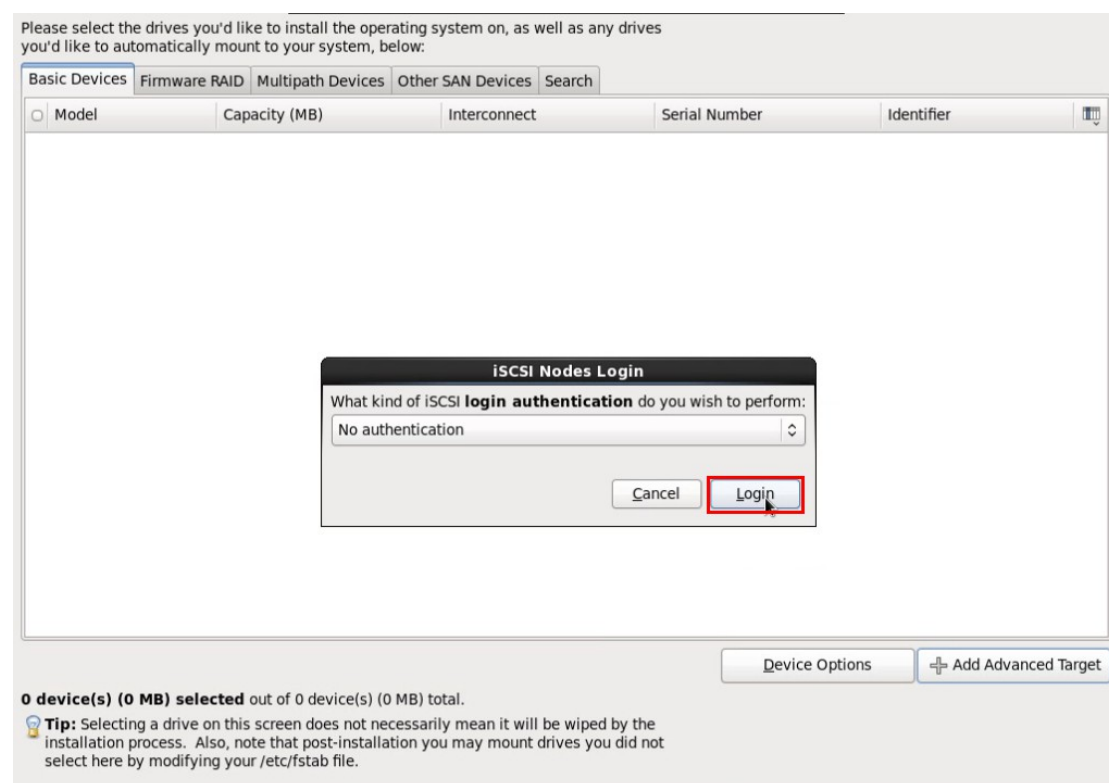 Please select the drives you'd like to install the operating system on, as well as any drives
you'd like to automatically mount to your system, below:
Basic Devices Firmware RAID Multipath Devices Other SAN Devices Search
Model Capacity (MB) Interconnect Serial Number Identifier
iSCSI Nodes Login
What kind of iSCSI login authentication do you wish to perform:
No authentication
Cancel Login
Device Options Add Advanced Target
0 device(s) (0 MB) selected out of 0 device(s) (0 MB) total.
Tip: Selecting a drive on this screen does not necessarily mean it will be wiped by the
installation process. Also, note that post-installation you may mount drives you did not
select here by modifying your /etc/fstab file.